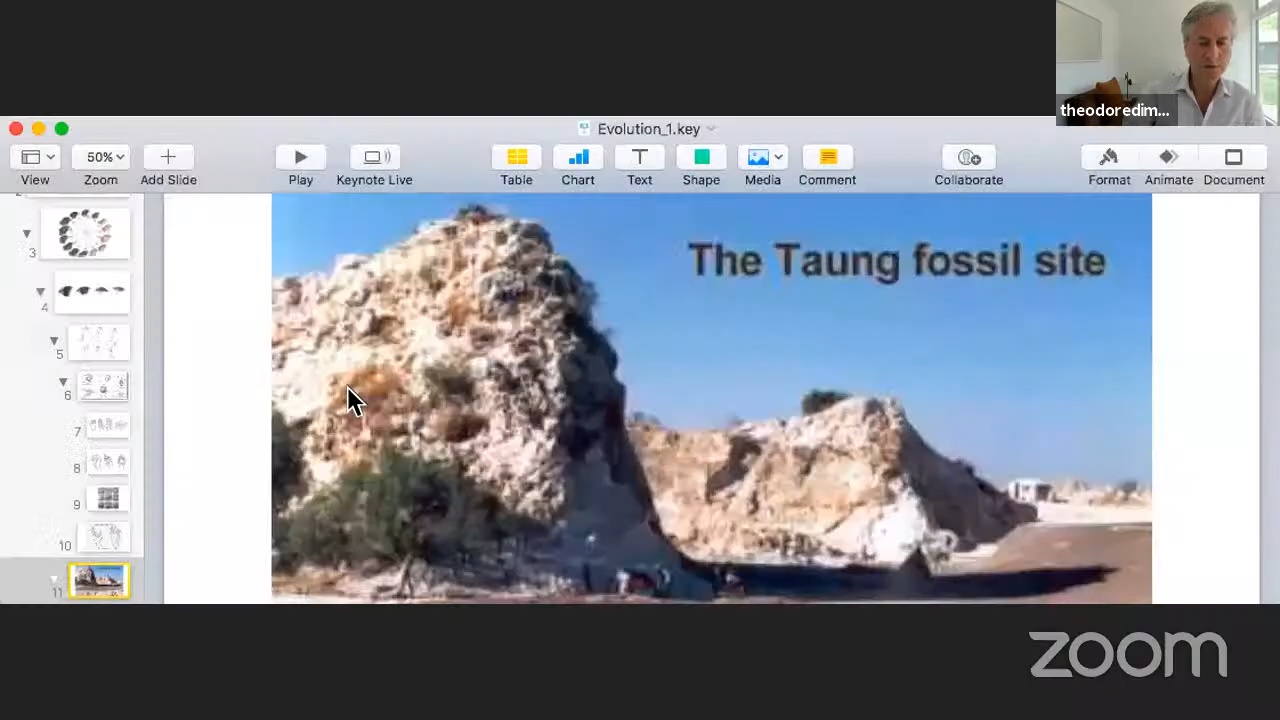 theodoredim...
Evolution_1.key
50%
View
Zoom
Add Slide
Play
Keynote Live
Table
Chart
Text
Shape
Media
Comment
Collaborate
Format
Animate
Document
3
4
5
6
7
8
9
10
11
The Taung fossil site
zoom